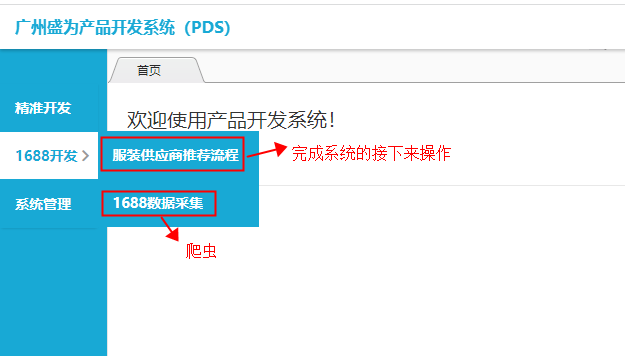 广州盛为产品开发系统（PDS）
首页
精准开发
欢迎使用产品开发系统！
1688开发
服装供应商推荐流程
完成系统的接下来操作
系统管理
1688数据采集
爬虫